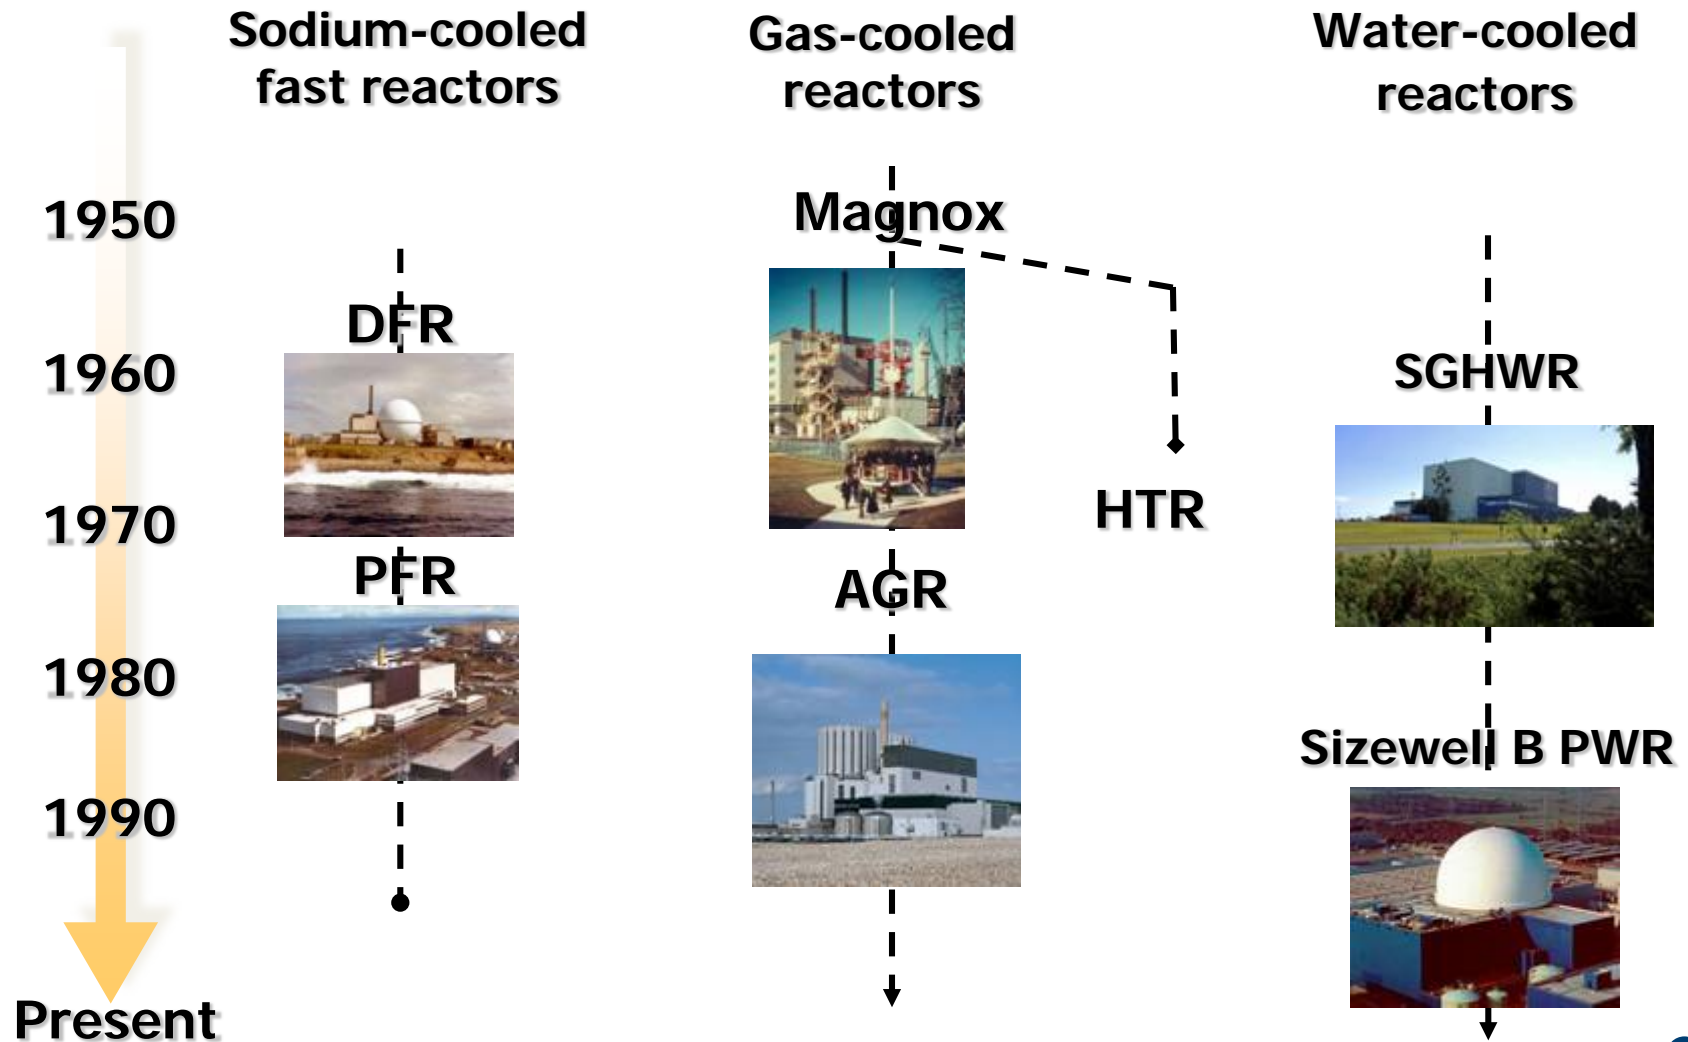 Sodium-cooled
fast reactors
Gas-cooled
reactors
Water-cooled
reactors
1950
1960
1970
1980
1990
Present
DFR
PFR
Magnox
HTR
AGR
SGHWR
Sizewell B PWR